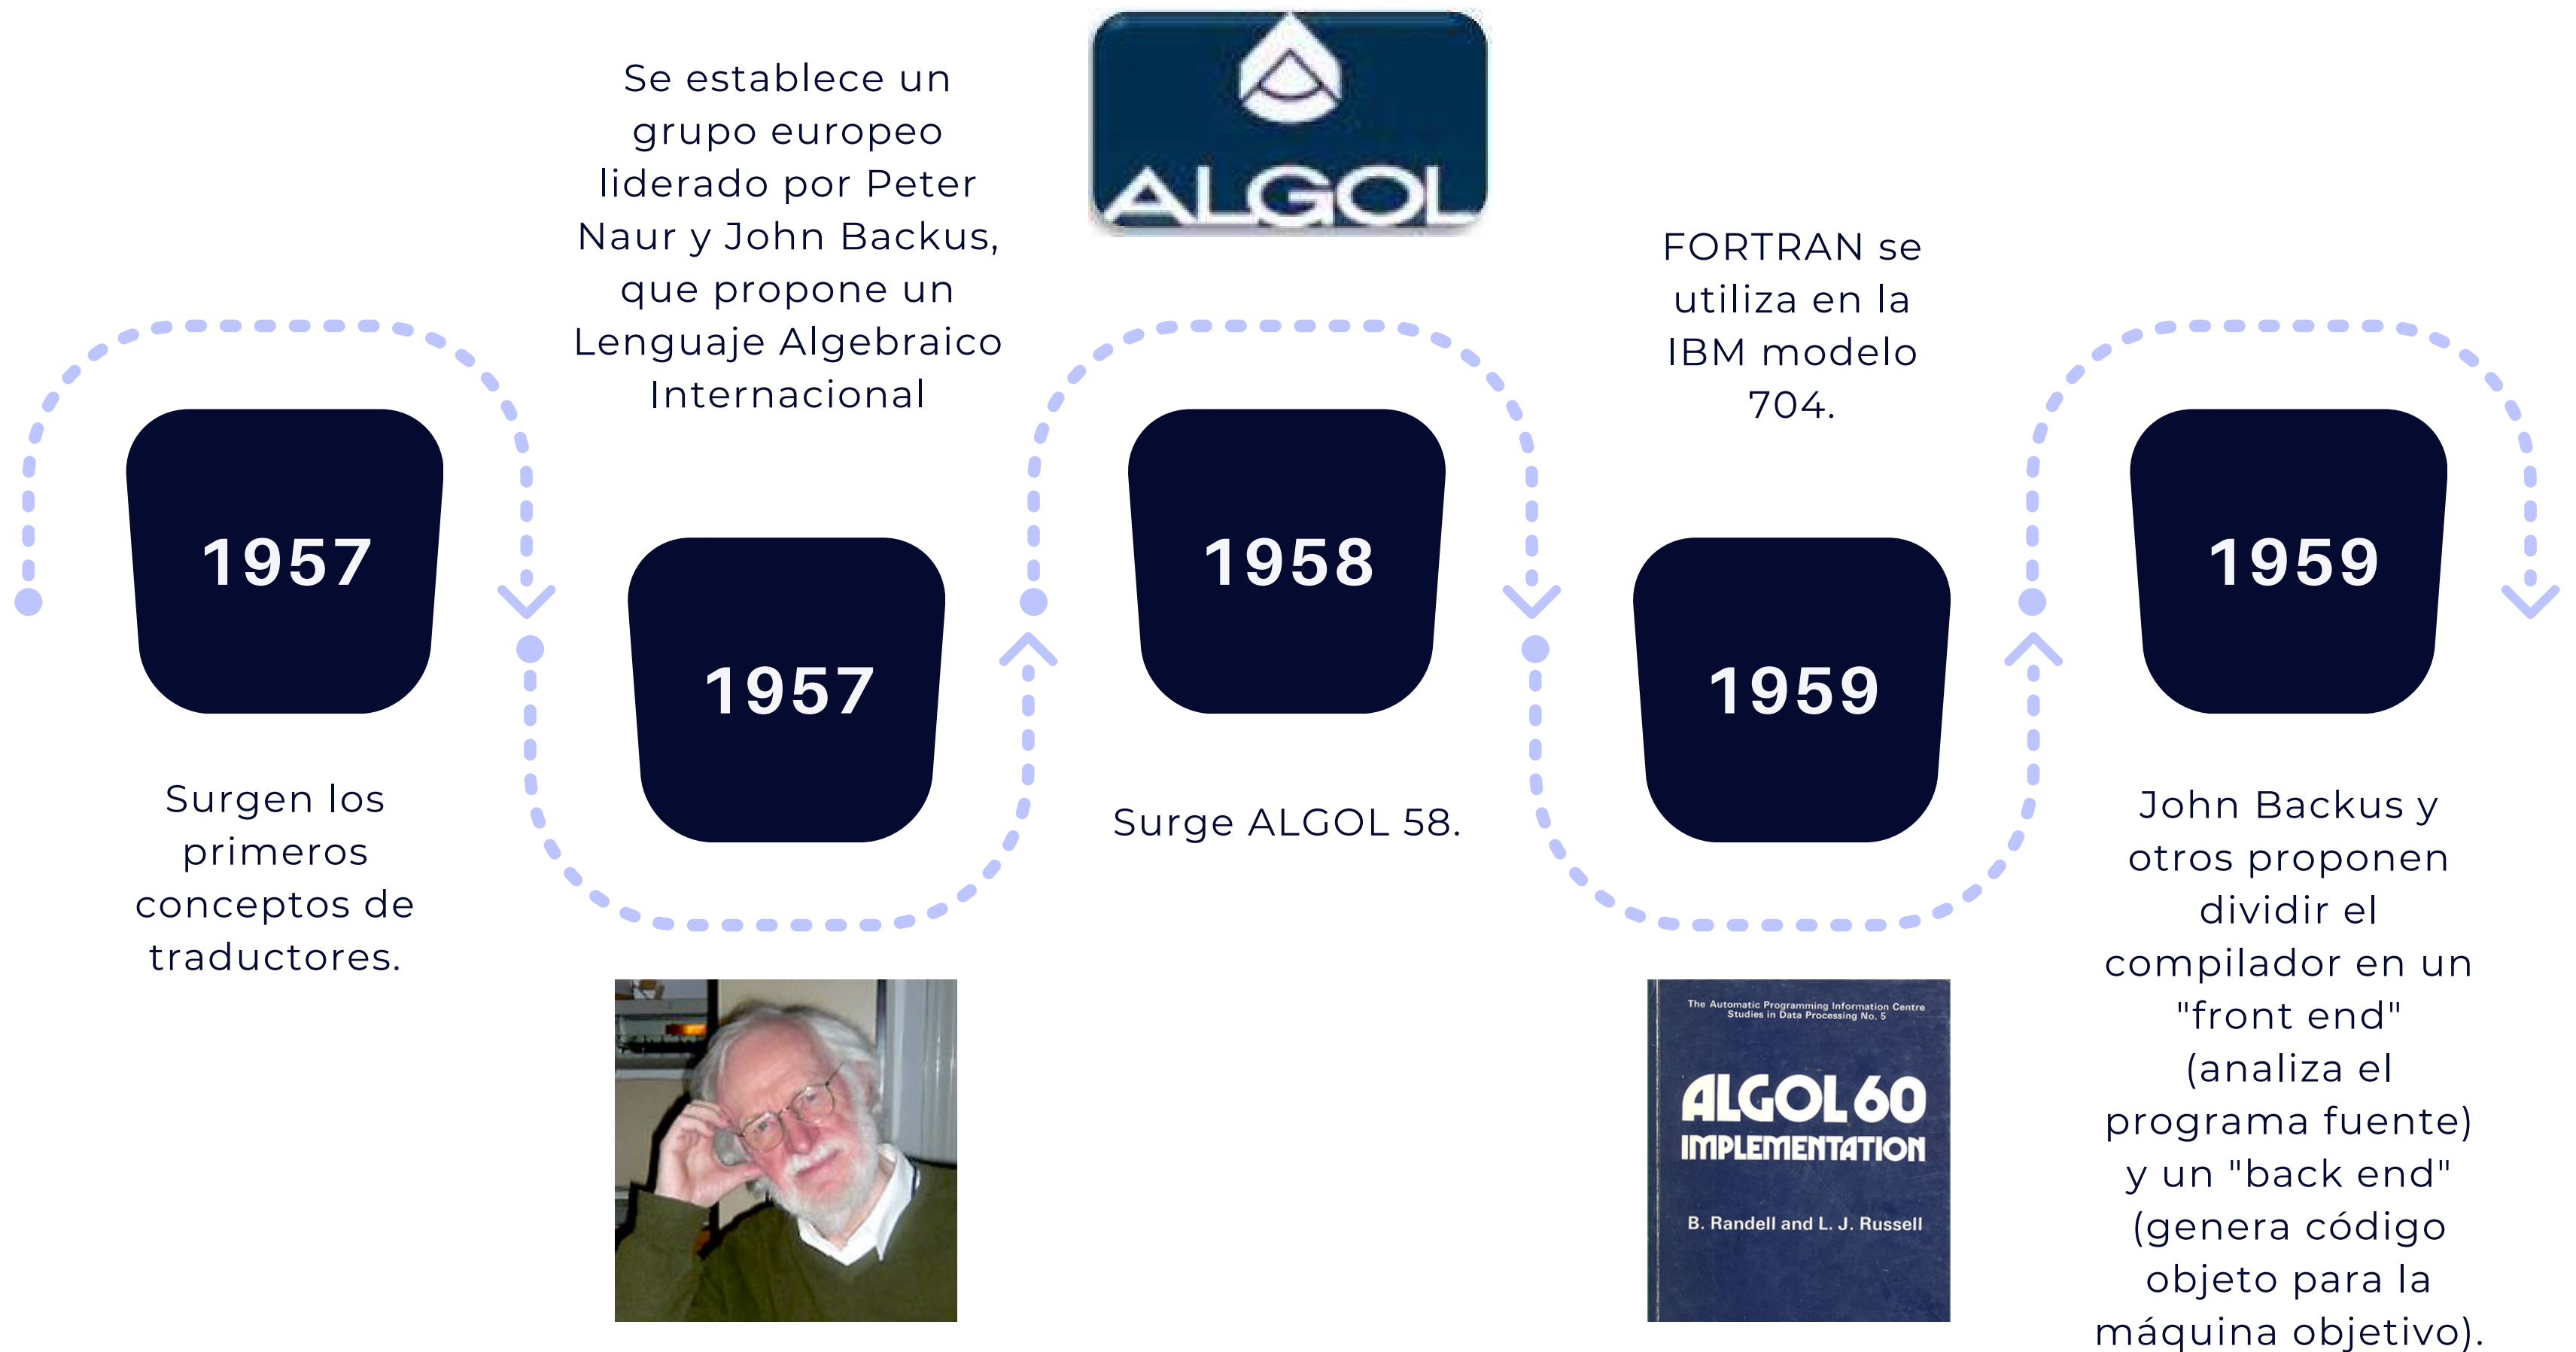 1957
Surgen los
primeros
conceptos de
traductores.
Se establece un
grupo europeo
liderado por Peter
Naur y John Backus,
que propone un
Lenguaje Algebraico
Internacional
1957
ALGOL
1958
Surge ALGOL 58.
FORTRAN se
utiliza en la
IBM modelo
704.
1959
The Automatic Programming Information Centre
Studies in Data Processing No. 5
ALGOL 60
IMPLEMENTATION
B. Randell and L. J. Russell
1959
John Backus y
otros proponen
dividir el
compilador en un
"front end"
(analiza el
programa fuente)
y un "back end"
(genera código
objeto para la
máquina objetivo).